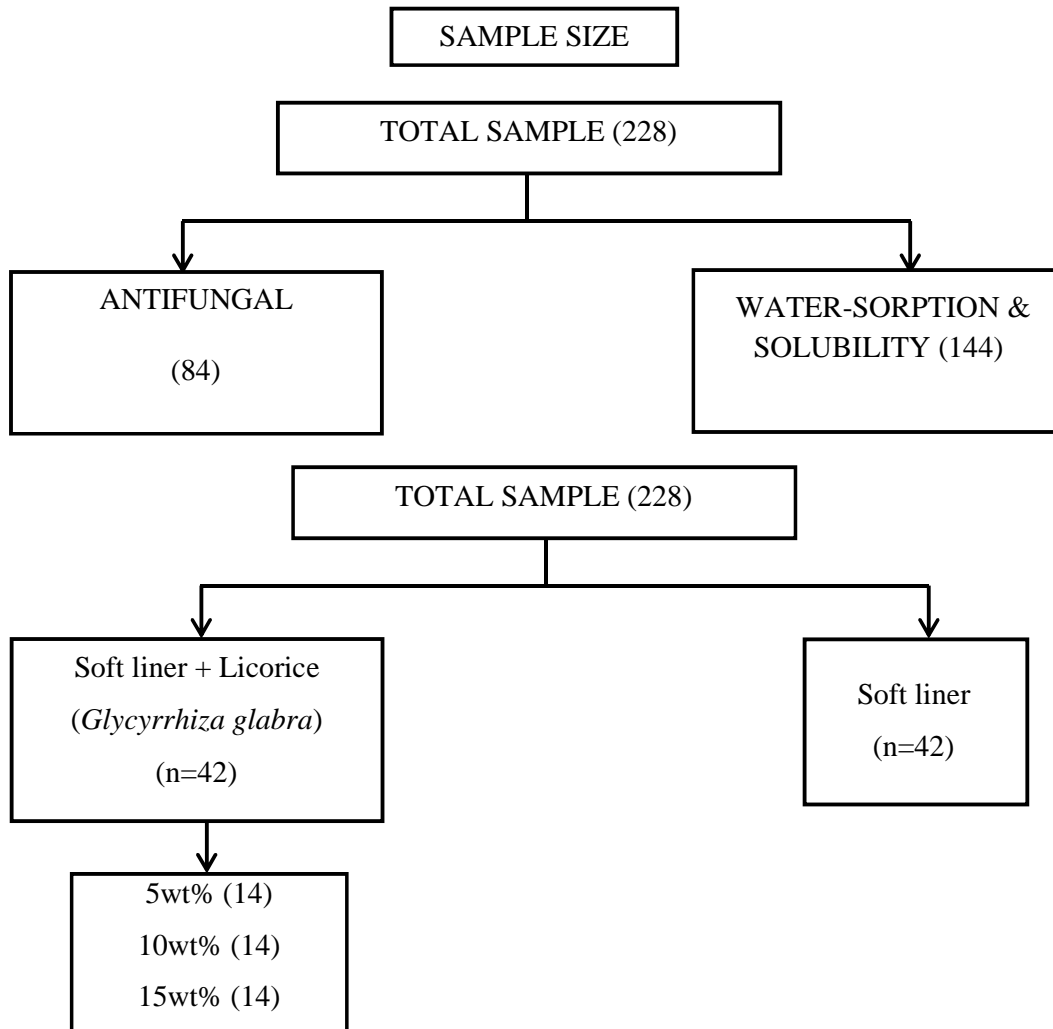 SAMPLE SIZE
TOTAL SAMPLE (228)
ANTIFUNGAL
(84)
WATER-SORPTION &
SOLUBILITY (144)
TOTAL SAMPLE (228)
Soft liner + Licorice
(Glycyrrhiza glabra)
(n=42)
Soft liner
(n=42)
5wt% (14)
10wt% (14)
15wt% (14)